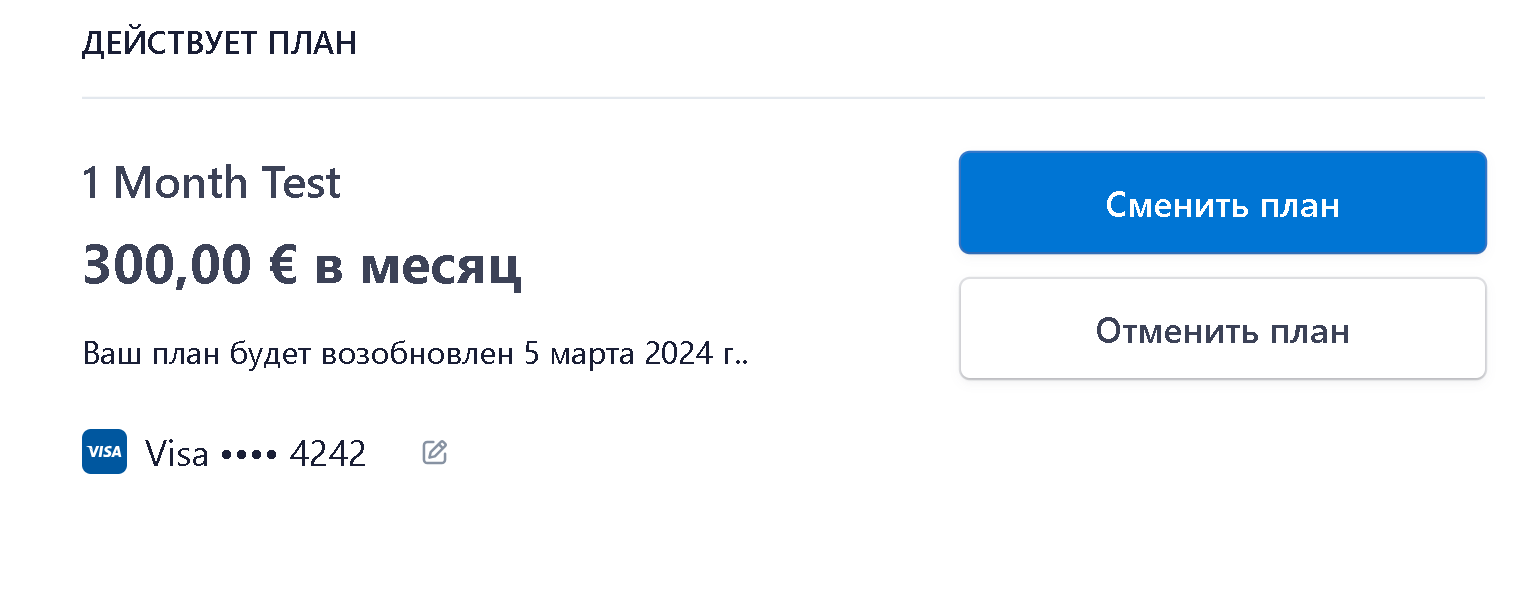 ДЕЙСТВУЕТ ПЛАН
1 Month Test
300,00 € в месяц
Ваш план будет возобновлен 5 марта 2024 г..
VISA Visa •••• 4242
Сменить план
Отменить план